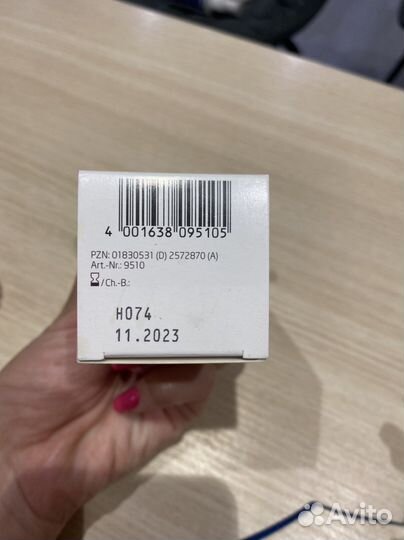 4 001638 095105
PZN: 01830531 (D) 2572870 (A)
Art.-Nr.: 9510
/Ch.-B.:
H074
11.2023
Avito